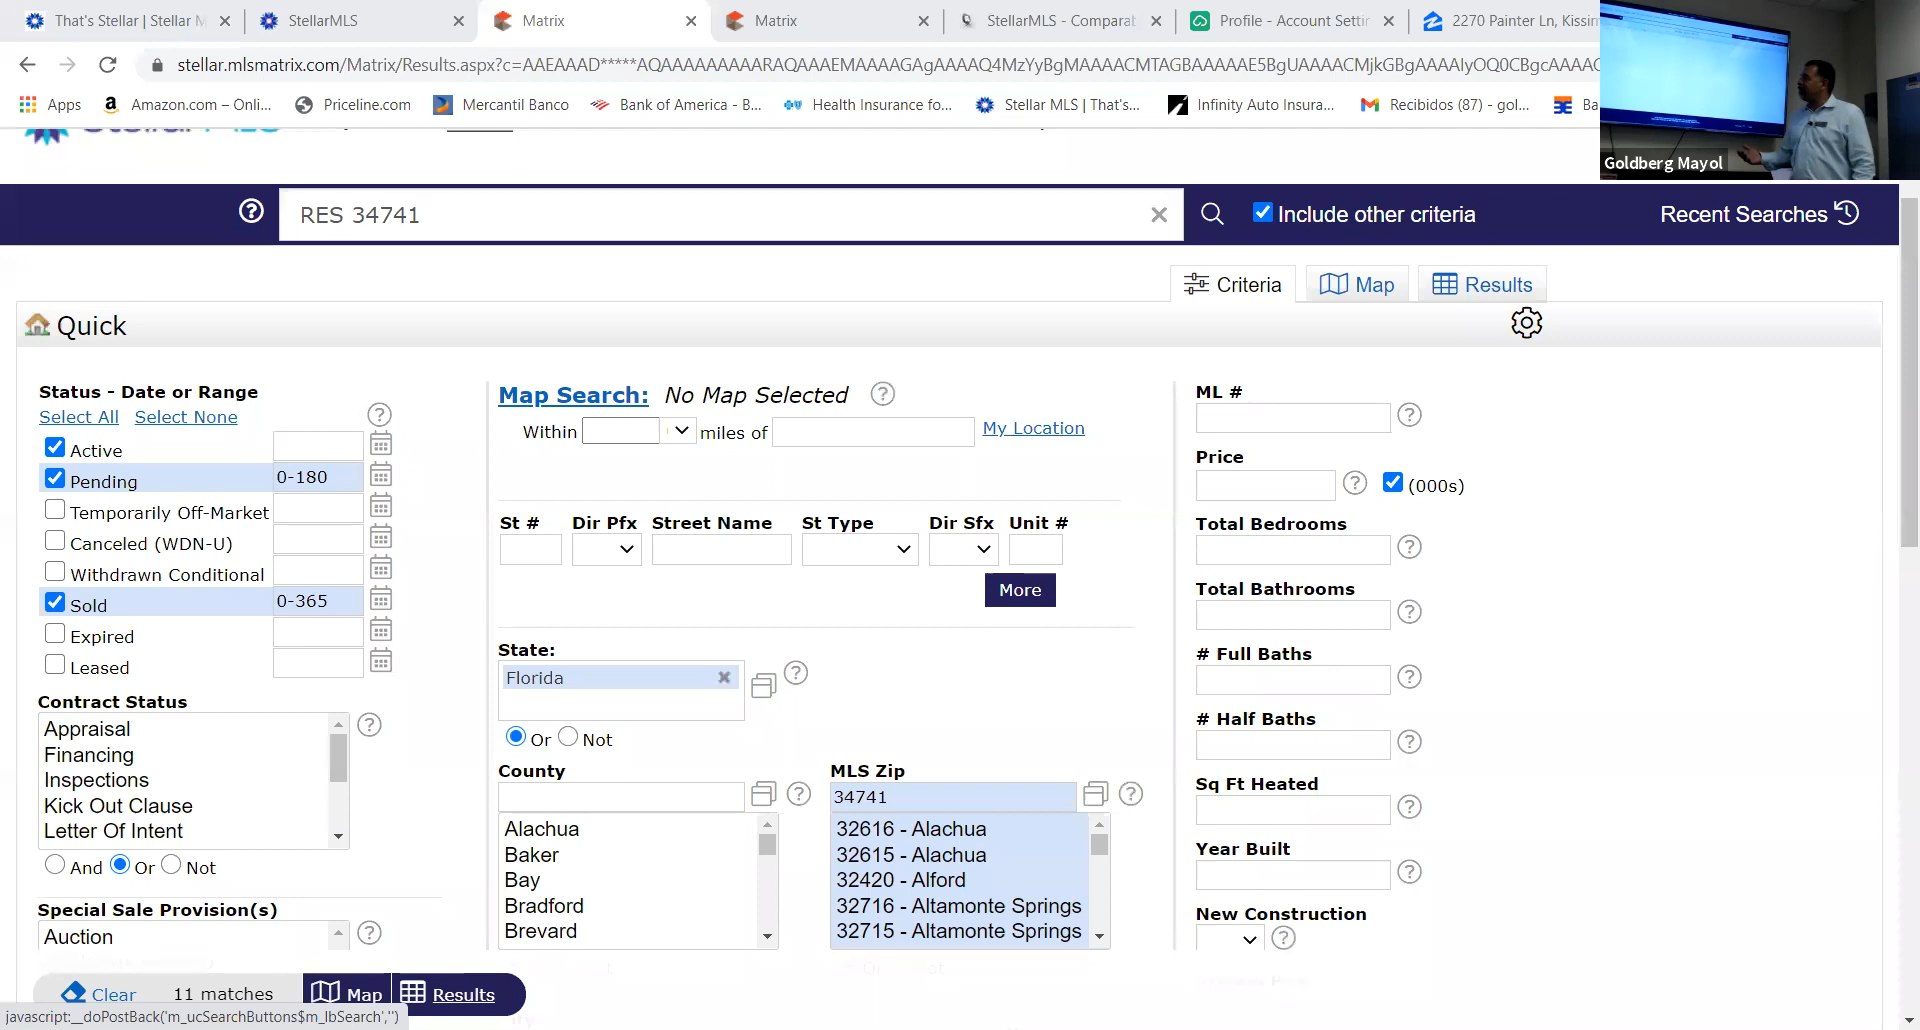 That's Stellar | Stellar M
StellarMLS
Matrix
Matrix
StellarMLS - Comparab
Profile - Account Settin
2270 Painter Ln, Kissim
stellar.mlsmatrix.com/Matrix/Results.aspx?c=AAEAAAD*****AQAAAAAAAAARAQAAAEMAAAAGAgAAAAQ4MzYyBgMAAAACMTAGBAAAAAE5BgUAAAACMjkGBgAAAAIyOQ0CBgcAAAAC
Apps
Amazon.com – Onli...
Priceline.com
Mercantil Banco
Bank of America - B...
Health Insurance fo...
Stellar MLS | That's...
Infinity Auto Insura...
Recibidos (87) - gol...
Ba
Goldberg Mayol
RES 34741
Include other criteria
Recent Searches
Criteria
Map
Results
Quick
Status - Date or Range
Select All Select None
Active
Pending 0-180
Temporarily Off-Market
Canceled (WDN-U)
Withdrawn Conditional
Sold 0-365
Expired
Leased
Contract Status
Appraisal
Financing
Inspections
Kick Out Clause
Letter Of Intent
And Or Not
Special Sale Provision(s)
Auction
Map Search: No Map Selected
Within miles of My Location
St # Dir Pfx Street Name St Type Dir Sfx Unit #
More
State:
Florida
Or Not
County
Alachua
Baker
Bay
Bradford
Brevard
MLS Zip
34741
32616 - Alachua
32615 - Alachua
32420 - Alford
32716 - Altamonte Springs
32715 - Altamonte Springs
ML #
Price
(000s)
Total Bedrooms
Total Bathrooms
# Full Baths
# Half Baths
Sq Ft Heated
Year Built
New Construction
Clear 11 matches Map Results
javascript:__doPostBack('m_ucSearchButtons$m_lbSearch','')